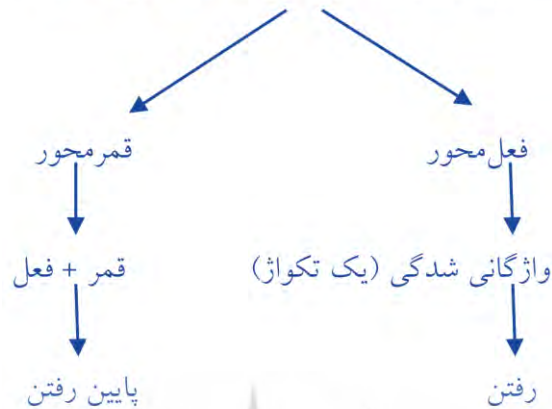 فعل‌محور
قمرمحور
واژگانی شدگی (یک تکواژ)
قمر + فعل
رفتن
پایین رفتن